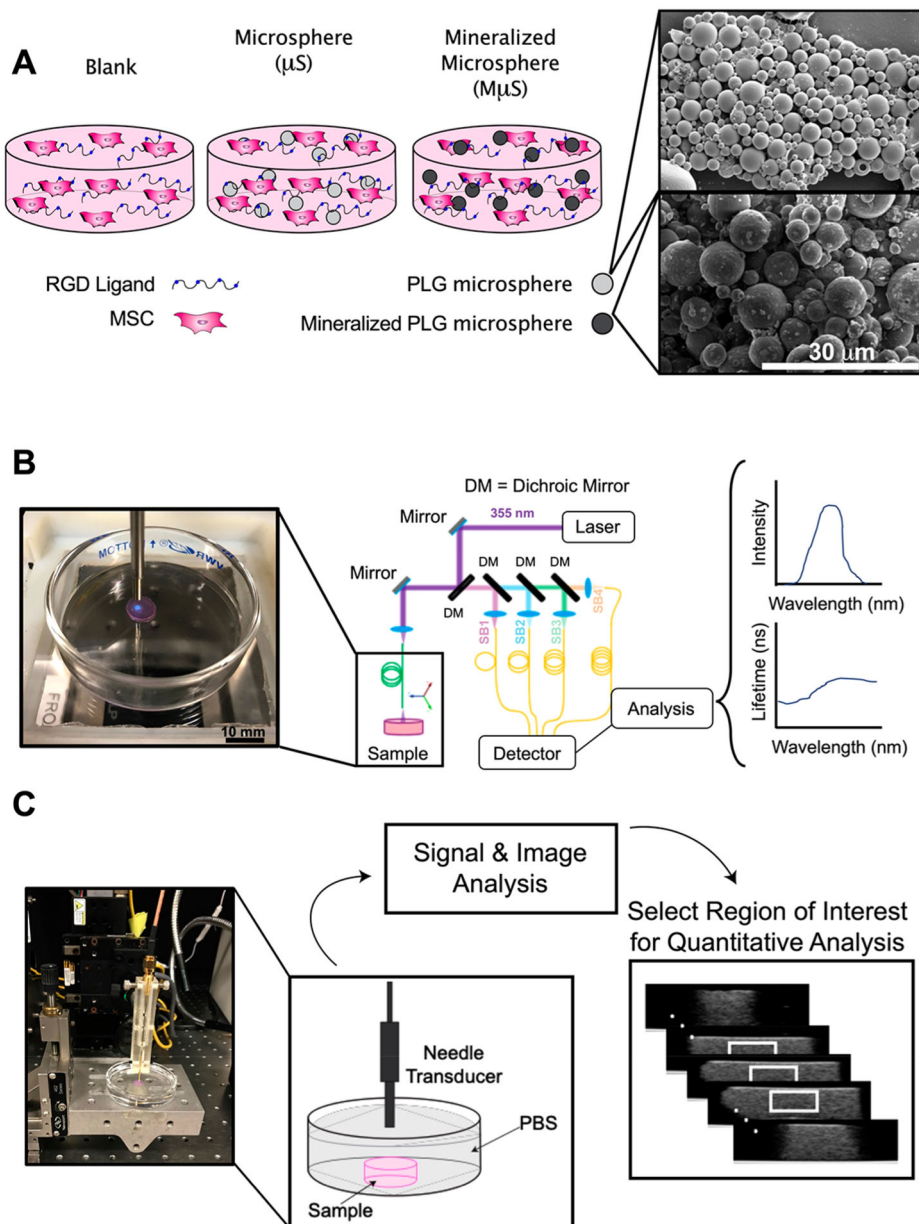 A
Blank
Microsphere
(µS)
Mineralized
Microsphere
(MµS)
RGD Ligand
MSC
PLG microsphere
Mineralized PLG microsphere
30 µm
B
DM = Dichroic Mirror
Mirror
355 nm
Laser
Mirror
DM
DM
DM
DM
SB1
SB2
SB3
SB4
Sample
Detector
Analysis
Intensity
Wavelength (nm)
Lifetime (ns)
Wavelength (nm)
BOTTOM
VWR
FRO
10 mm
C
Signal & Image
Analysis
Select Region of Interest
for Quantitative Analysis
Needle
Transducer
PBS
Sample